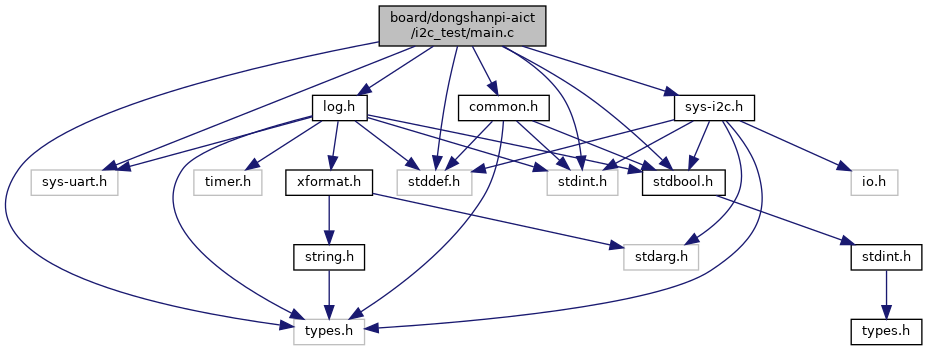 board/dongshanpi-aict
/i2c_test/main.c
log.h
common.h
sys-i2c.h
sys-uart.h
timer.h
xformat.h
stddef.h
stdint.h
stdbool.h
io.h
string.h
stdarg.h
stdint.h
types.h
types.h